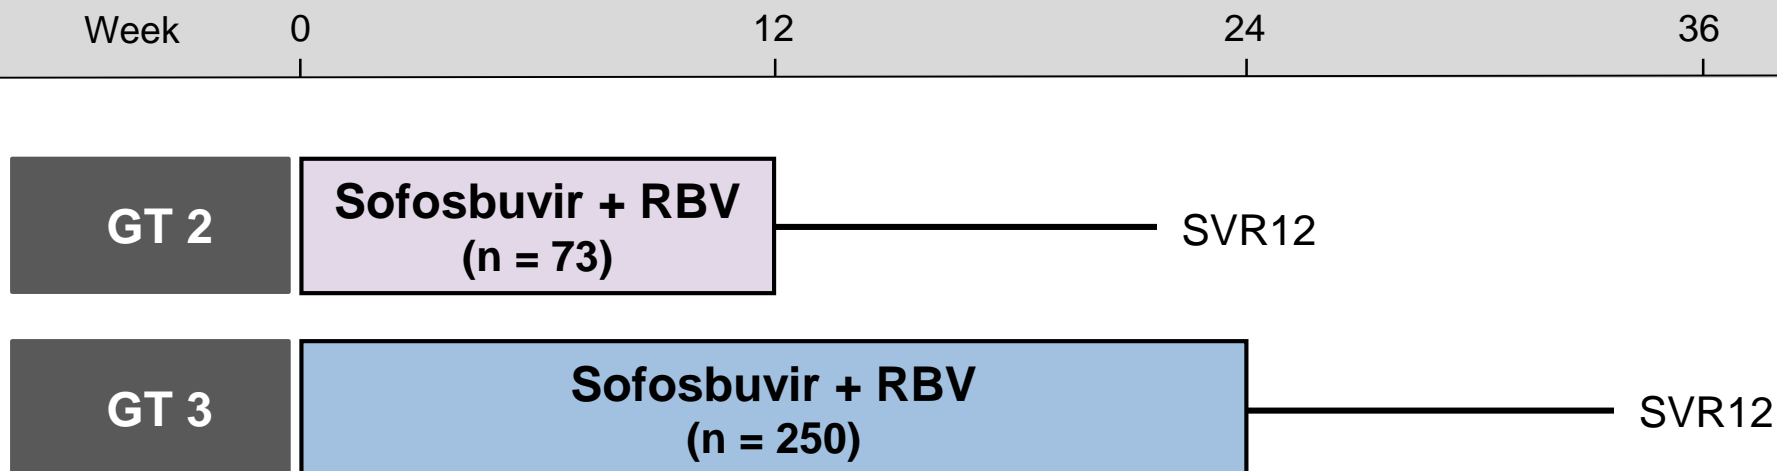 Week 0 12 24 36
GT 2
Sofosbuvir + RBV
(n = 73)
SVR12
GT 3
Sofosbuvir + RBV
(n = 250)
SVR12